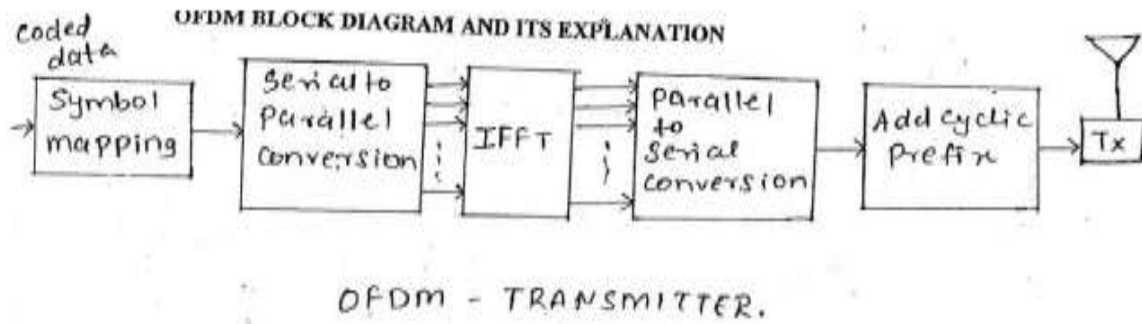 OFDM BLOCK DIAGRAM AND ITS EXPLANATION
coded
data
Symbol
mapping
Serial to
Parallel
conversion
IFFT
Parallel
to
Serial
conversion
Add cyclic
Prefix
Tx
OFDM - TRANSMITTER.